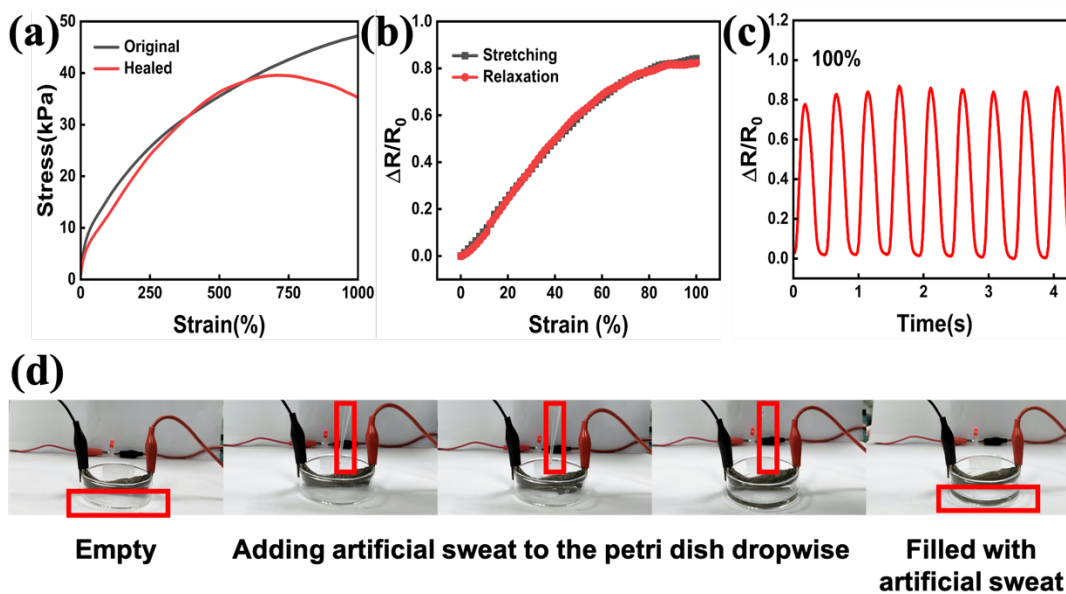 (a)
Original
Healed
Stress(kPa)
50
40
30
20
10
0
0
250
500
750
1000
Strain(%)
(b)
Stretching
Relaxation
ΔR/R0
0.8
0.6
0.4
0.2
0.0
0
20
40
60
80
100
Strain (%)
(c)
100%
ΔR/R0
1.2
1.0
0.8
0.6
0.4
0.2
0.0
0
1
2
3
4
Time(s)
(d)
Empty
Adding artificial sweat to the petri dish dropwise
Filled with
artificial sweat